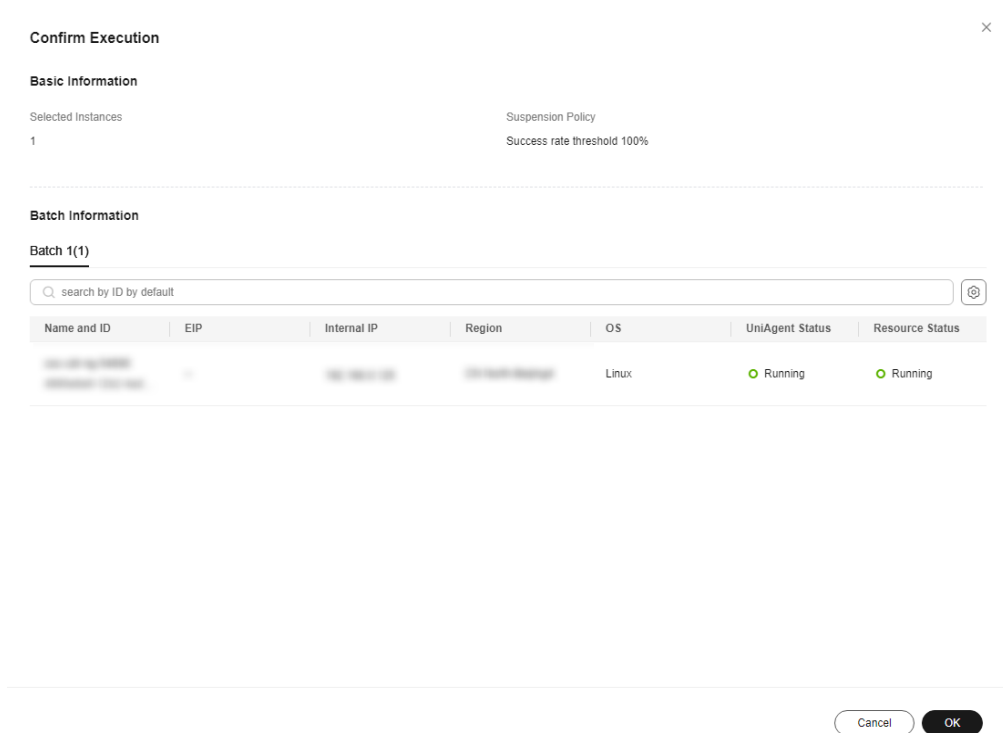 Confirm Execution
Basic Information
Selected Instances Suspension Policy
1 Success rate threshold 100%
Batch Information
Batch 1(1)
search by ID by default
Name and ID EIP Internal IP Region OS UniAgent Status Resource Status
Linux Running Running
Cancel OK